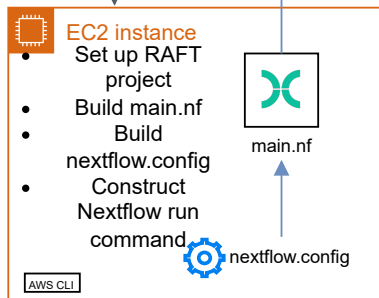 EC2 instance
• Set up RAFT
project
• Build main.nf
• Build
nextflow.config
• Construct
Nextflow run
command
main.nf
nextflow.config
AWS CLI